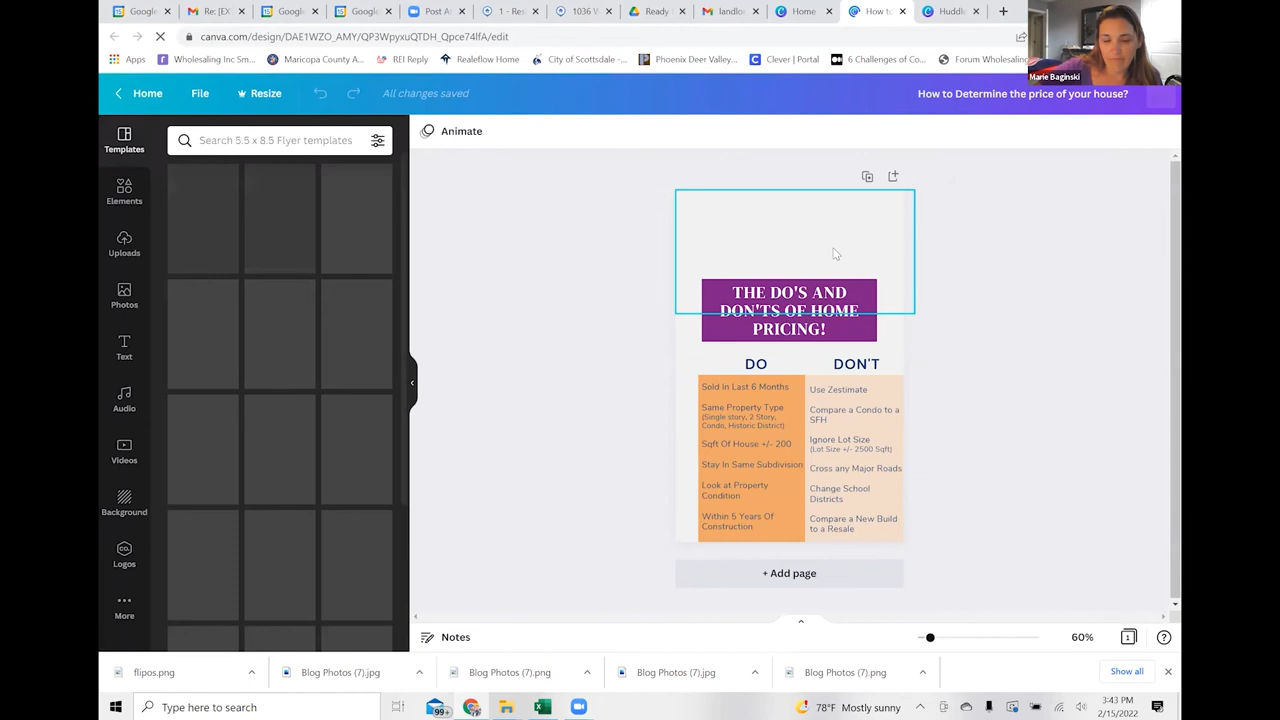 Google
Re: [EX-
Google
Google
Post A
1 - Res
1036 W
Ready
landlo
Home
How to
Huddl
canva.com/design/DAE1WZO_AMY/QP3WpyxuQTDH_Qpce74lfA/edit
Apps
Wholesaling Inc Sm...
Maricopa County A...
REI Reply
Realeflow Home
City of Scottsdale -...
Phoenix Deer Valley...
Clever | Portal
6 Challenges of Co...
Forum Wholesaling
Marie Baginski
Home
File
Resize
All changes saved
How to Determine the price of your house?
Templates
Search 5.5 x 8.5 Flyer templates
Animate
Elements
Uploads
Photos
Text
Audio
Videos
Background
CO.
Logos
More
THE DO'S AND
DON'TS OF HOME
PRICING!
DO
DON'T
Sold In Last 6 Months
Same Property Type
(Single story, 2 Story,
Condo, Historic District)
Sqft Of House +/- 200
Stay In Same Subdivision
Look at Property
Condition
Within 5 Years Of
Construction
Use Zestimate
Compare a Condo to a
SFH
Ignore Lot Size
(Lot Size +/- 2500 Sqft)
Cross any Major Roads
Change School
Districts
Compare a New Build
to a Resale
+ Add page
Notes
60%
1
flipos.png
Blog Photos (7).jpg
Blog Photos (7).png
Blog Photos (7).jpg
Blog Photos (7).png
Show all
Type here to search
99+
78°F Mostly sunny
3:43 PM
2/15/2022